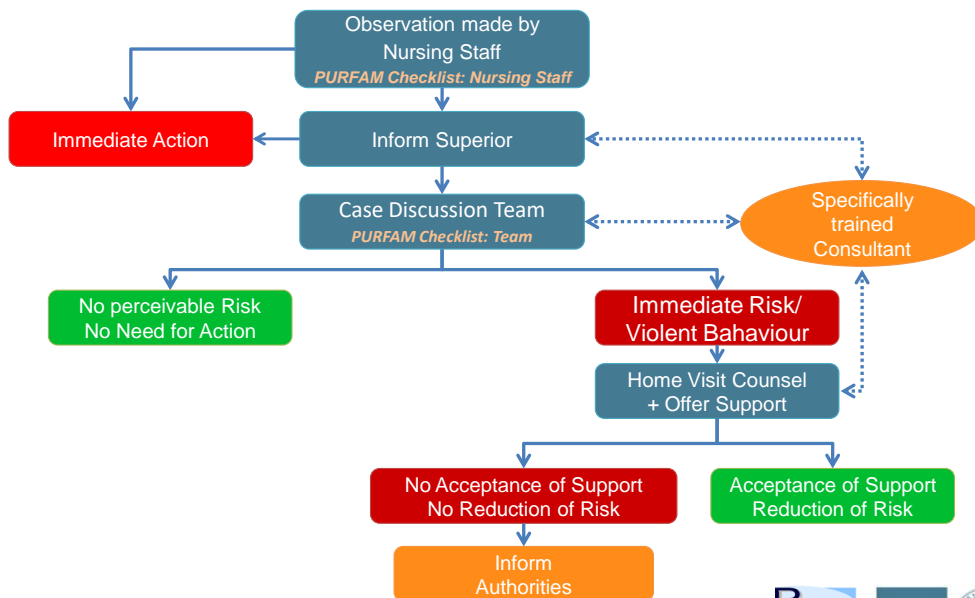 Observation made by
Nursing Staff
PURFAM Checklist: Nursing Staff
Immediate Action
Inform Superior
Specifically
trained
Consultant
Case Discussion Team
PURFAM Checklist: Team
No perceivable Risk
No Need for Action
Immediate Risk/
Violent Bahaviour
Home Visit Counsel
+ Offer Support
No Acceptance of Support
No Reduction of Risk
Acceptance of Support
Reduction of Risk
Inform
Authorities